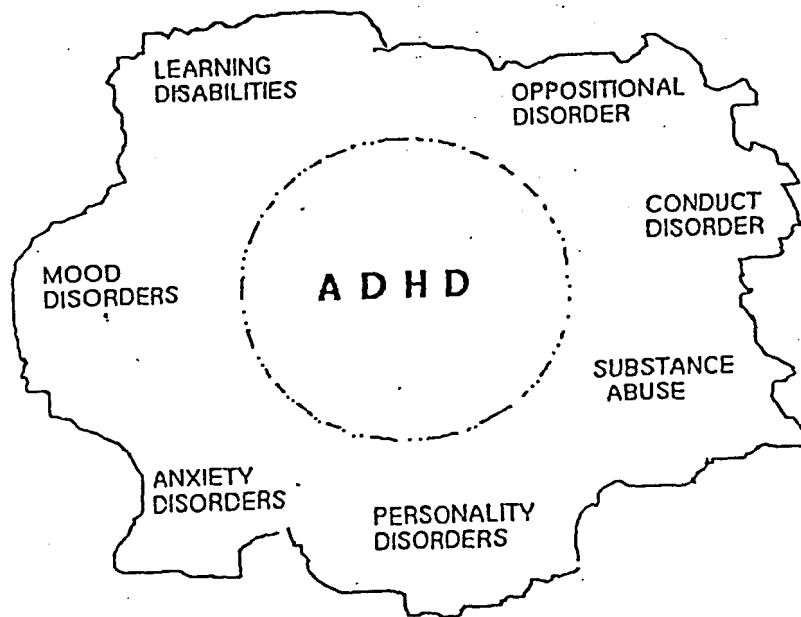 LEARNING
DISABILITIES
OPPOSITIONAL
DISORDER
CONDUCT
DISORDER
MOOD
DISORDERS
A D H D
SUBSTANCE
ABUSE
ANXIETY
DISORDERS
PERSONALITY
DISORDERS